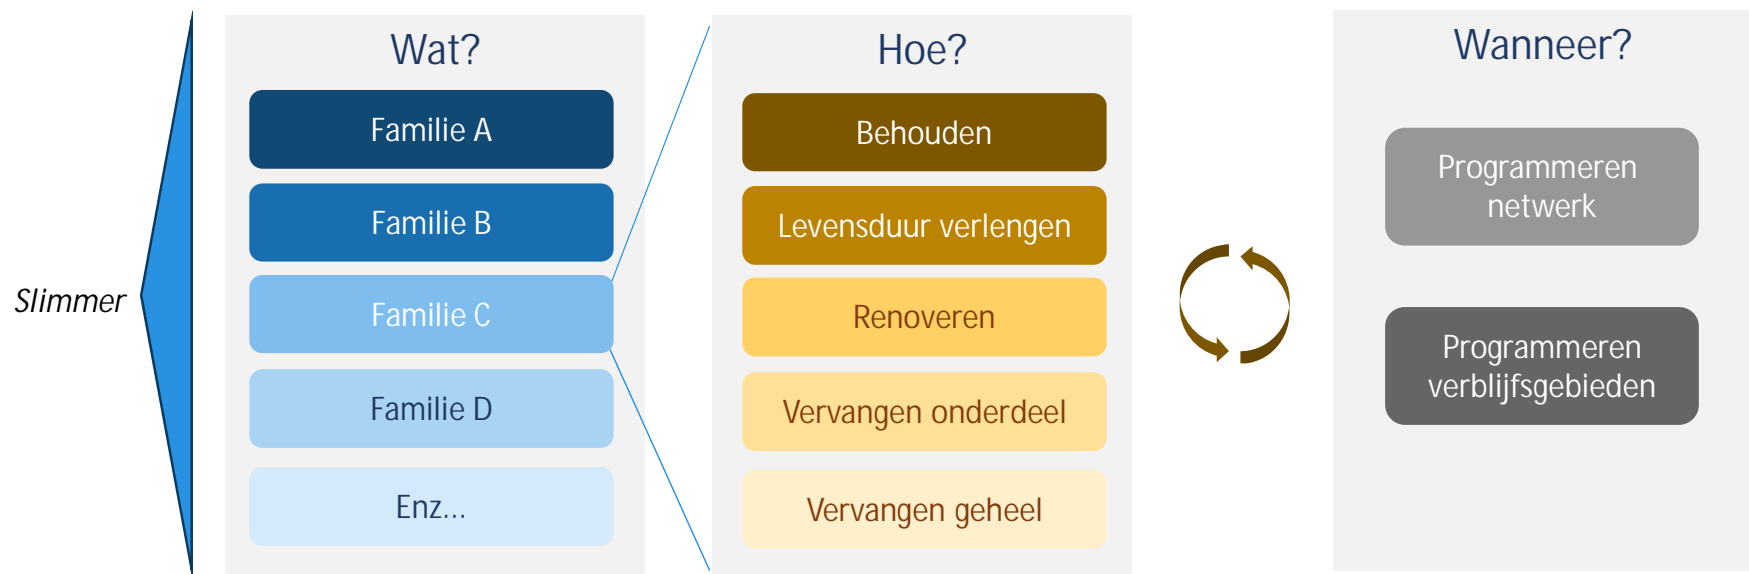 Slimmer
Wat?
Familie A
Familie B
Familie C
Familie D
Enz...
Hoe?
Behouden
Levensduur verlengen
Renoveren
Vervangen onderdeel
Vervangen geheel
Wanneer?
Programmeren
netwerk
Programmeren
verblijfsgebieden